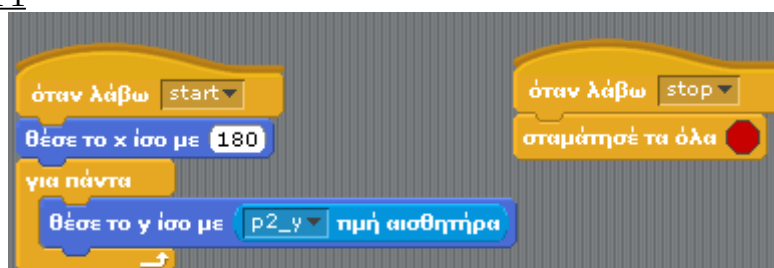 όταν λάβω start
θέσε το x ίσο με 180
για πάντα
θέσε το y ίσο με p2_y τιμή αισθητήρα
όταν λάβω stop
σταμάτησέ τα όλα